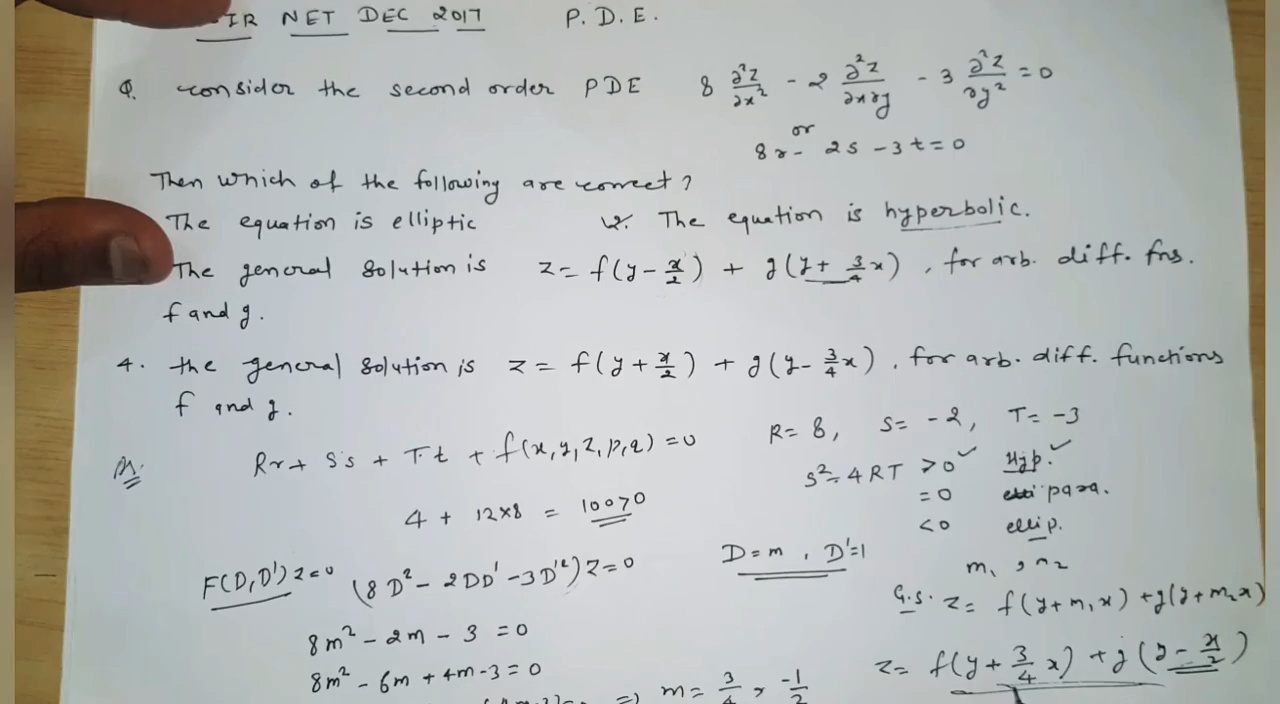 IR NET DEC 2017 P.D.E.
Q. consider the second order PDE 8 ∂²z/∂x² - 2 ∂²z/∂x∂y - 3 ∂²z/∂y² = 0
or
8r - 2s - 3t = 0
Then which of the following are correct?
The equation is elliptic 2. The equation is hyperbolic.
The general solution is z = f(y - x/2) + g(y + 3/4 x), for arb. diff. fns.
f and g.
4. the general solution is z = f(y + x/2) + g(y - 3/4 x), for arb. diff. functions
f and g.
R = 8, S = -2, T = -3
Rr + Ss + Tt + f(x, y, z, p, q) = 0
S² - 4RT > 0 ✓ Hyp. ✓
= 0 para.
< 0 ellip.
4 + 12×8 = 100 > 0
D = m, D' = 1
F(D, D')z = 0 (8D² - 2DD' - 3D'²)z = 0
m₁, m₂
G.S. z = f(y + m₁x) + g(y + m₂x)
8m² - 2m - 3 = 0
8m² - 6m + 4m - 3 = 0
z = f(y + 3/4 x) + g(y - x/2)
⇒ m = 3/4, -1/2